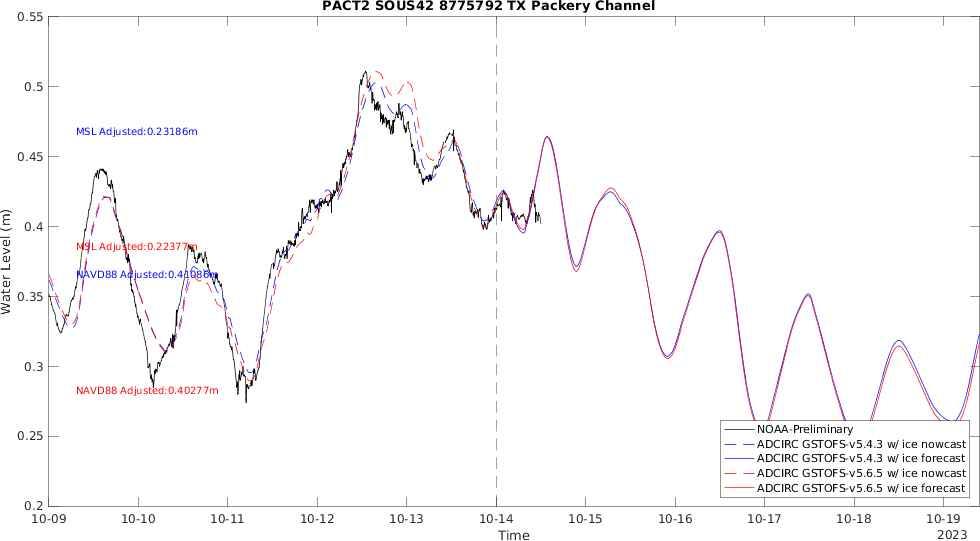 PACT2 SOUS42 8775792 TX Packery Channel
0.55
0.5
MSL Adjusted:0.23186m
0.45
0.4
MSL Adjusted:0.22377m
NAVD88 Adjusted:0.41086m
0.35
0.3
NAVD88 Adjusted:0.40277m
0.25
0.2
Water Level (m)
NOAA-Preliminary
ADCIRC GSTOFS-v5.4.3 w/ ice nowcast
ADCIRC GSTOFS-v5.4.3 w/ ice forecast
ADCIRC GSTOFS-v5.6.5 w/ ice nowcast
ADCIRC GSTOFS-v5.6.5 w/ ice forecast
10-09 10-10 10-11 10-12 10-13 10-14 10-15 10-16 10-17 10-18 10-19
Time
2023